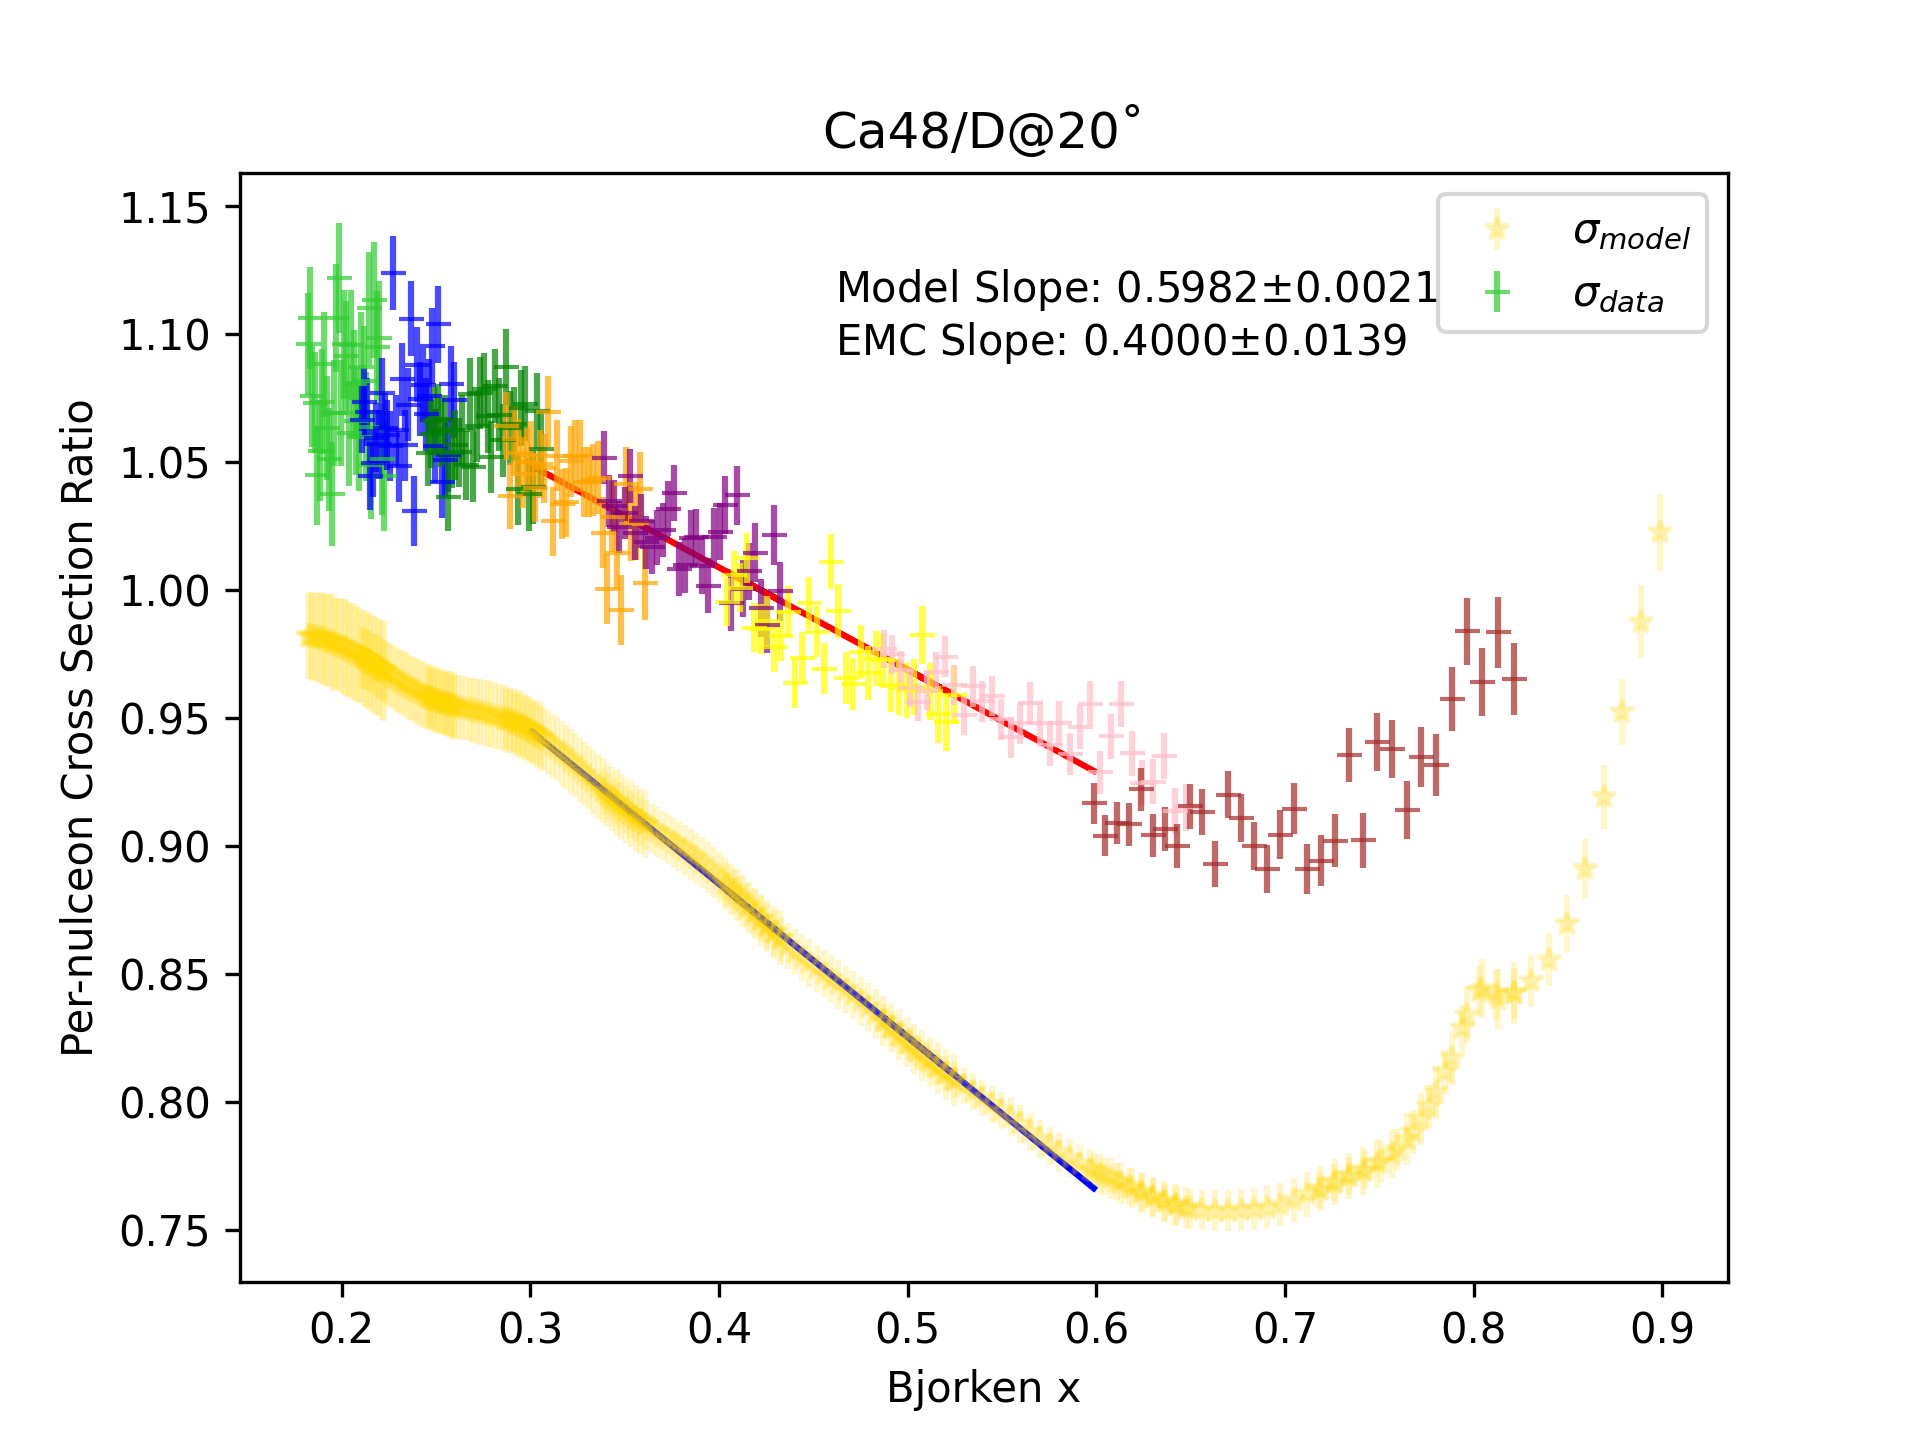 Ca48/D@20˚
σmodel
σdata
Model Slope: 0.5982±0.0021
EMC Slope: 0.4000±0.0139
Per-nulceon Cross Section Ratio
1.15
1.10
1.05
1.00
0.95
0.90
0.85
0.80
0.75
0.2 0.3 0.4 0.5 0.6 0.7 0.8 0.9
Bjorken x